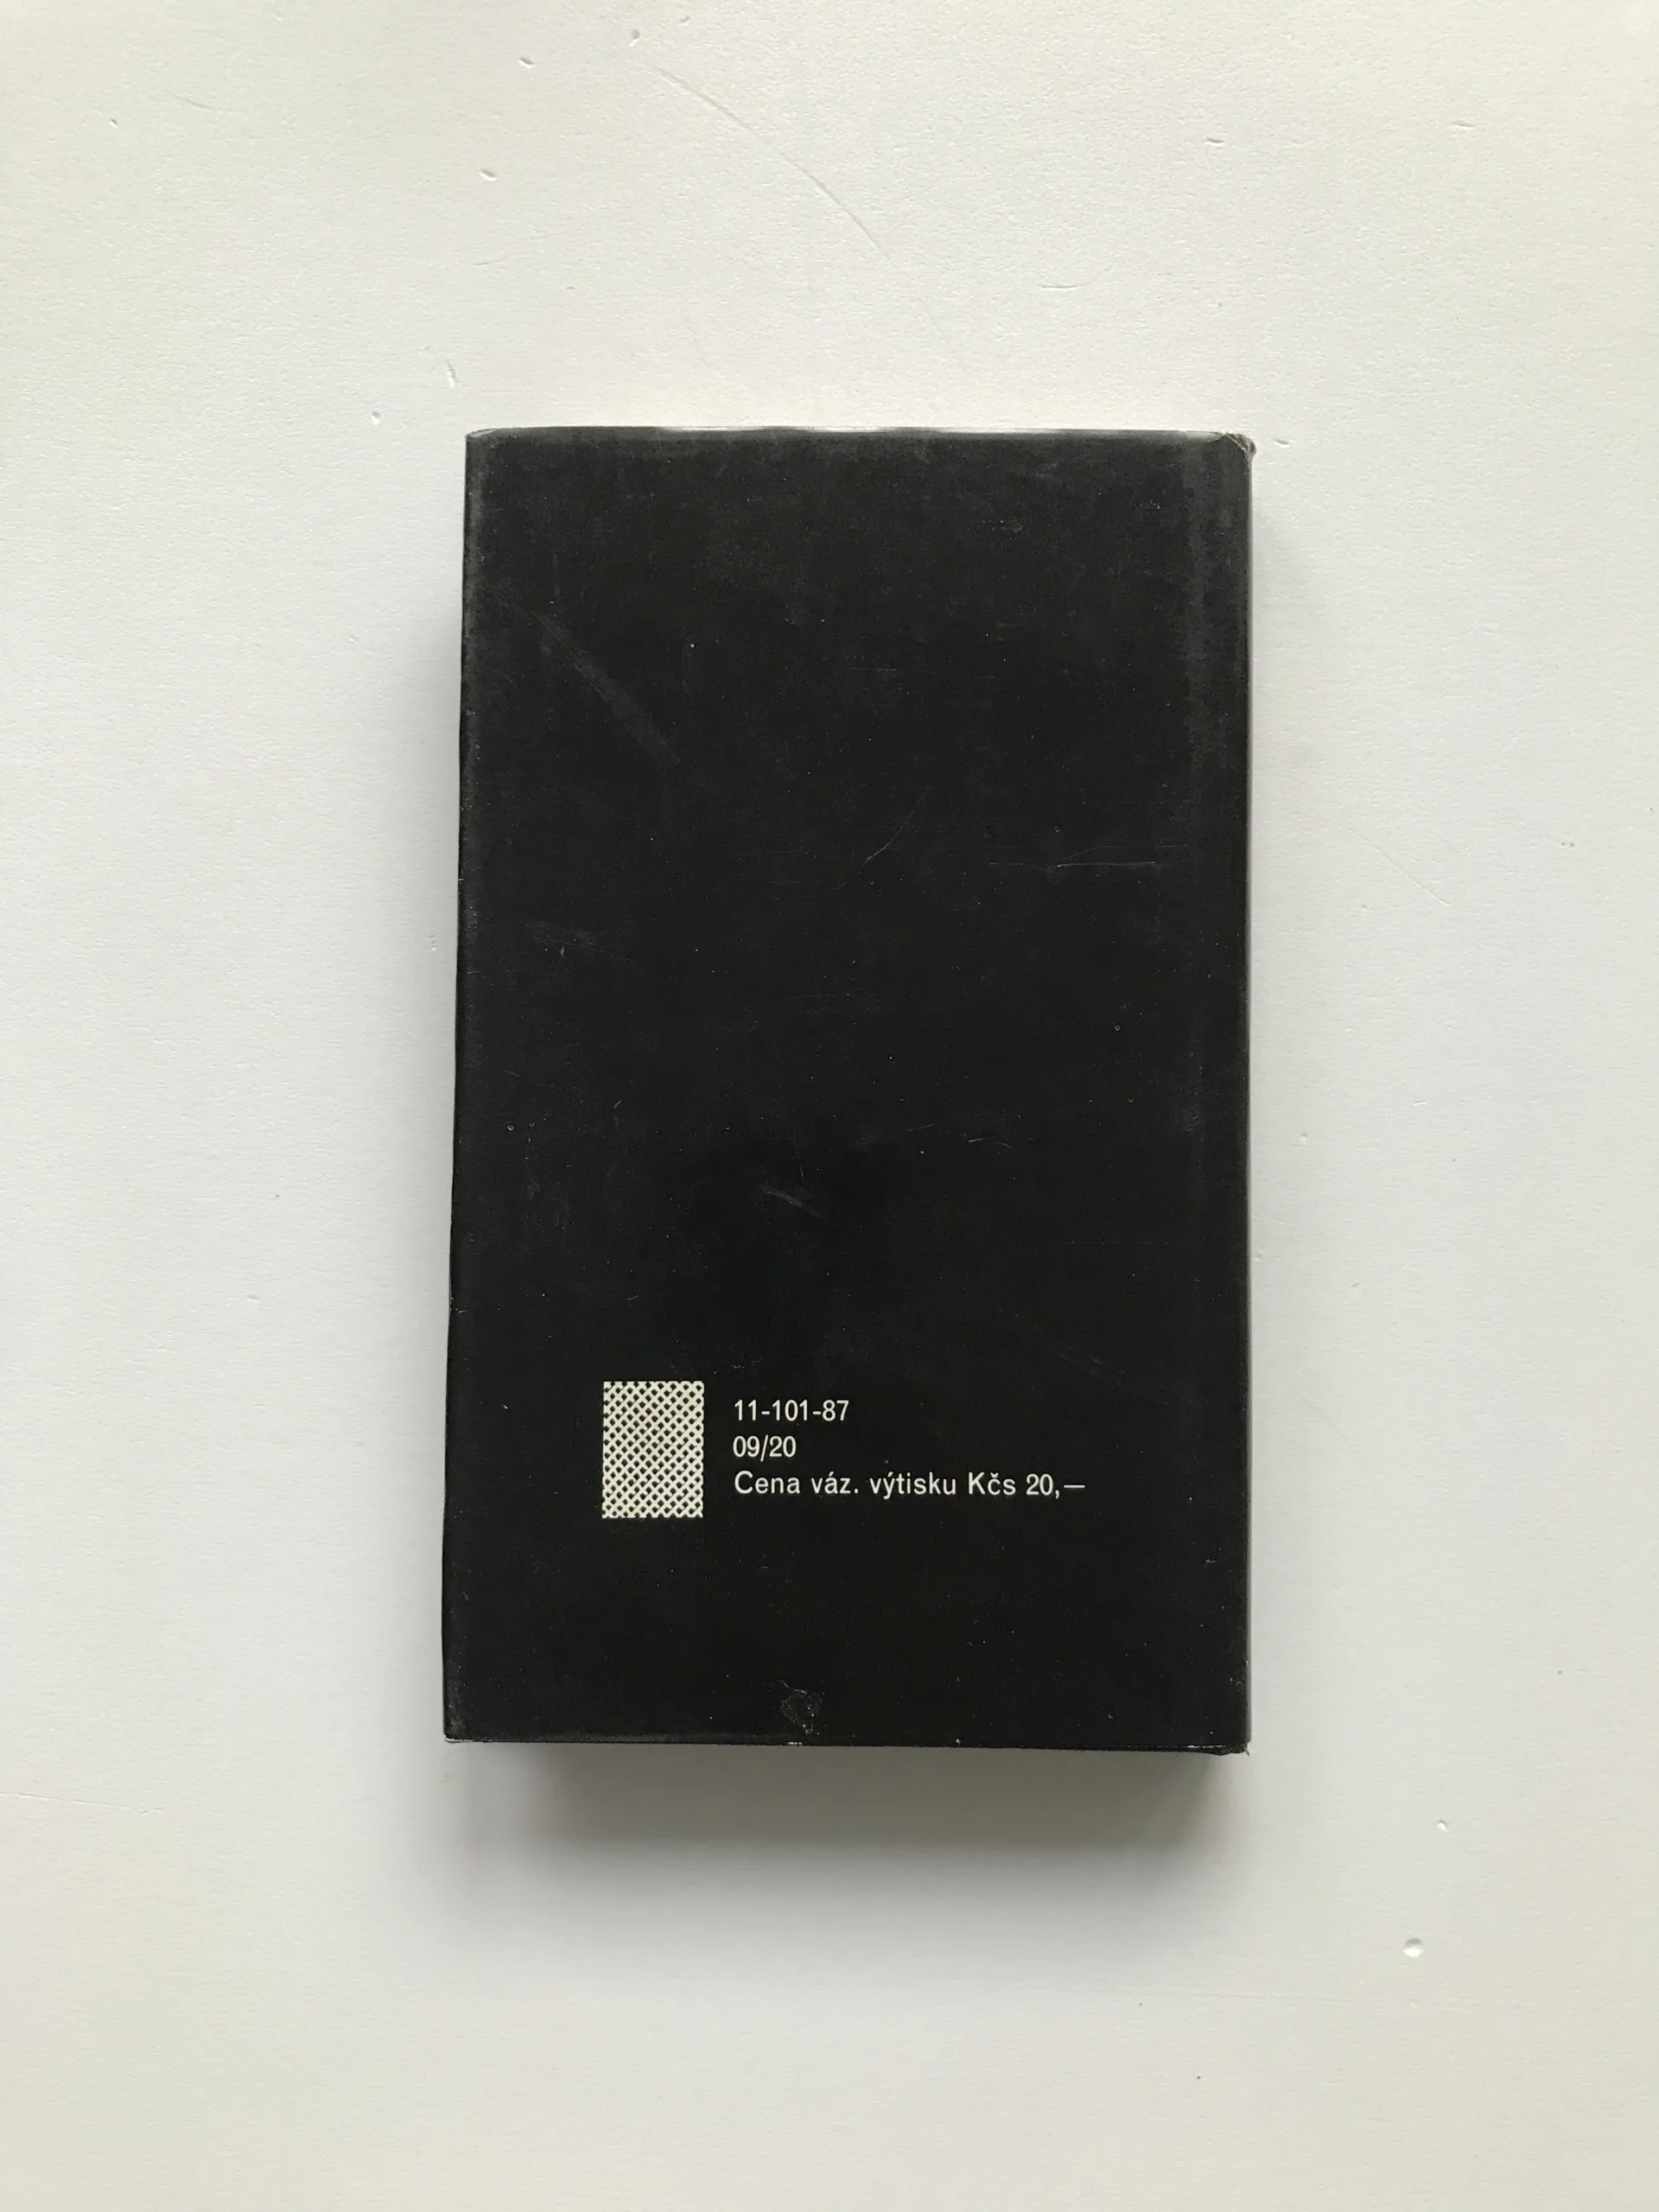 11-101-87
09/20
Cena váz. výtisku Kčs 20,—